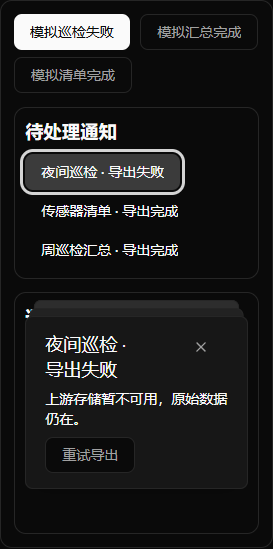 模拟巡检失败
模拟汇总完成
模拟清单完成
待处理通知
夜间巡检 · 导出失败
传感器清单 · 导出完成
周巡检汇总 · 导出完成
夜间巡检 ·
导出失败
上游存储暂不可用，原始数据
仍在。
重试导出